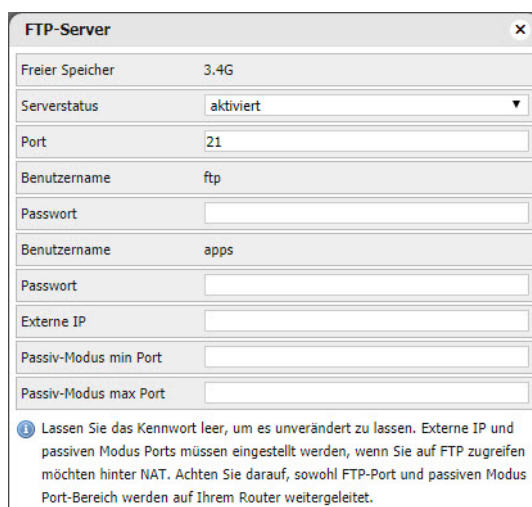 FTP-Server
Freier Speicher 3.4G
Serverstatus aktiviert
Port 21
Benutzername ftp
Passwort
Benutzername apps
Passwort
Externe IP
Passiv-Modus min Port
Passiv-Modus max Port
Lassen Sie das Kennwort leer, um es unverändert zu lassen. Externe IP und
passiven Modus Ports müssen eingestellt werden, wenn Sie auf FTP zugreifen
möchten hinter NAT. Achten Sie darauf, sowohl FTP-Port und passiven Modus
Port-Bereich werden auf Ihrem Router weitergeleitet.